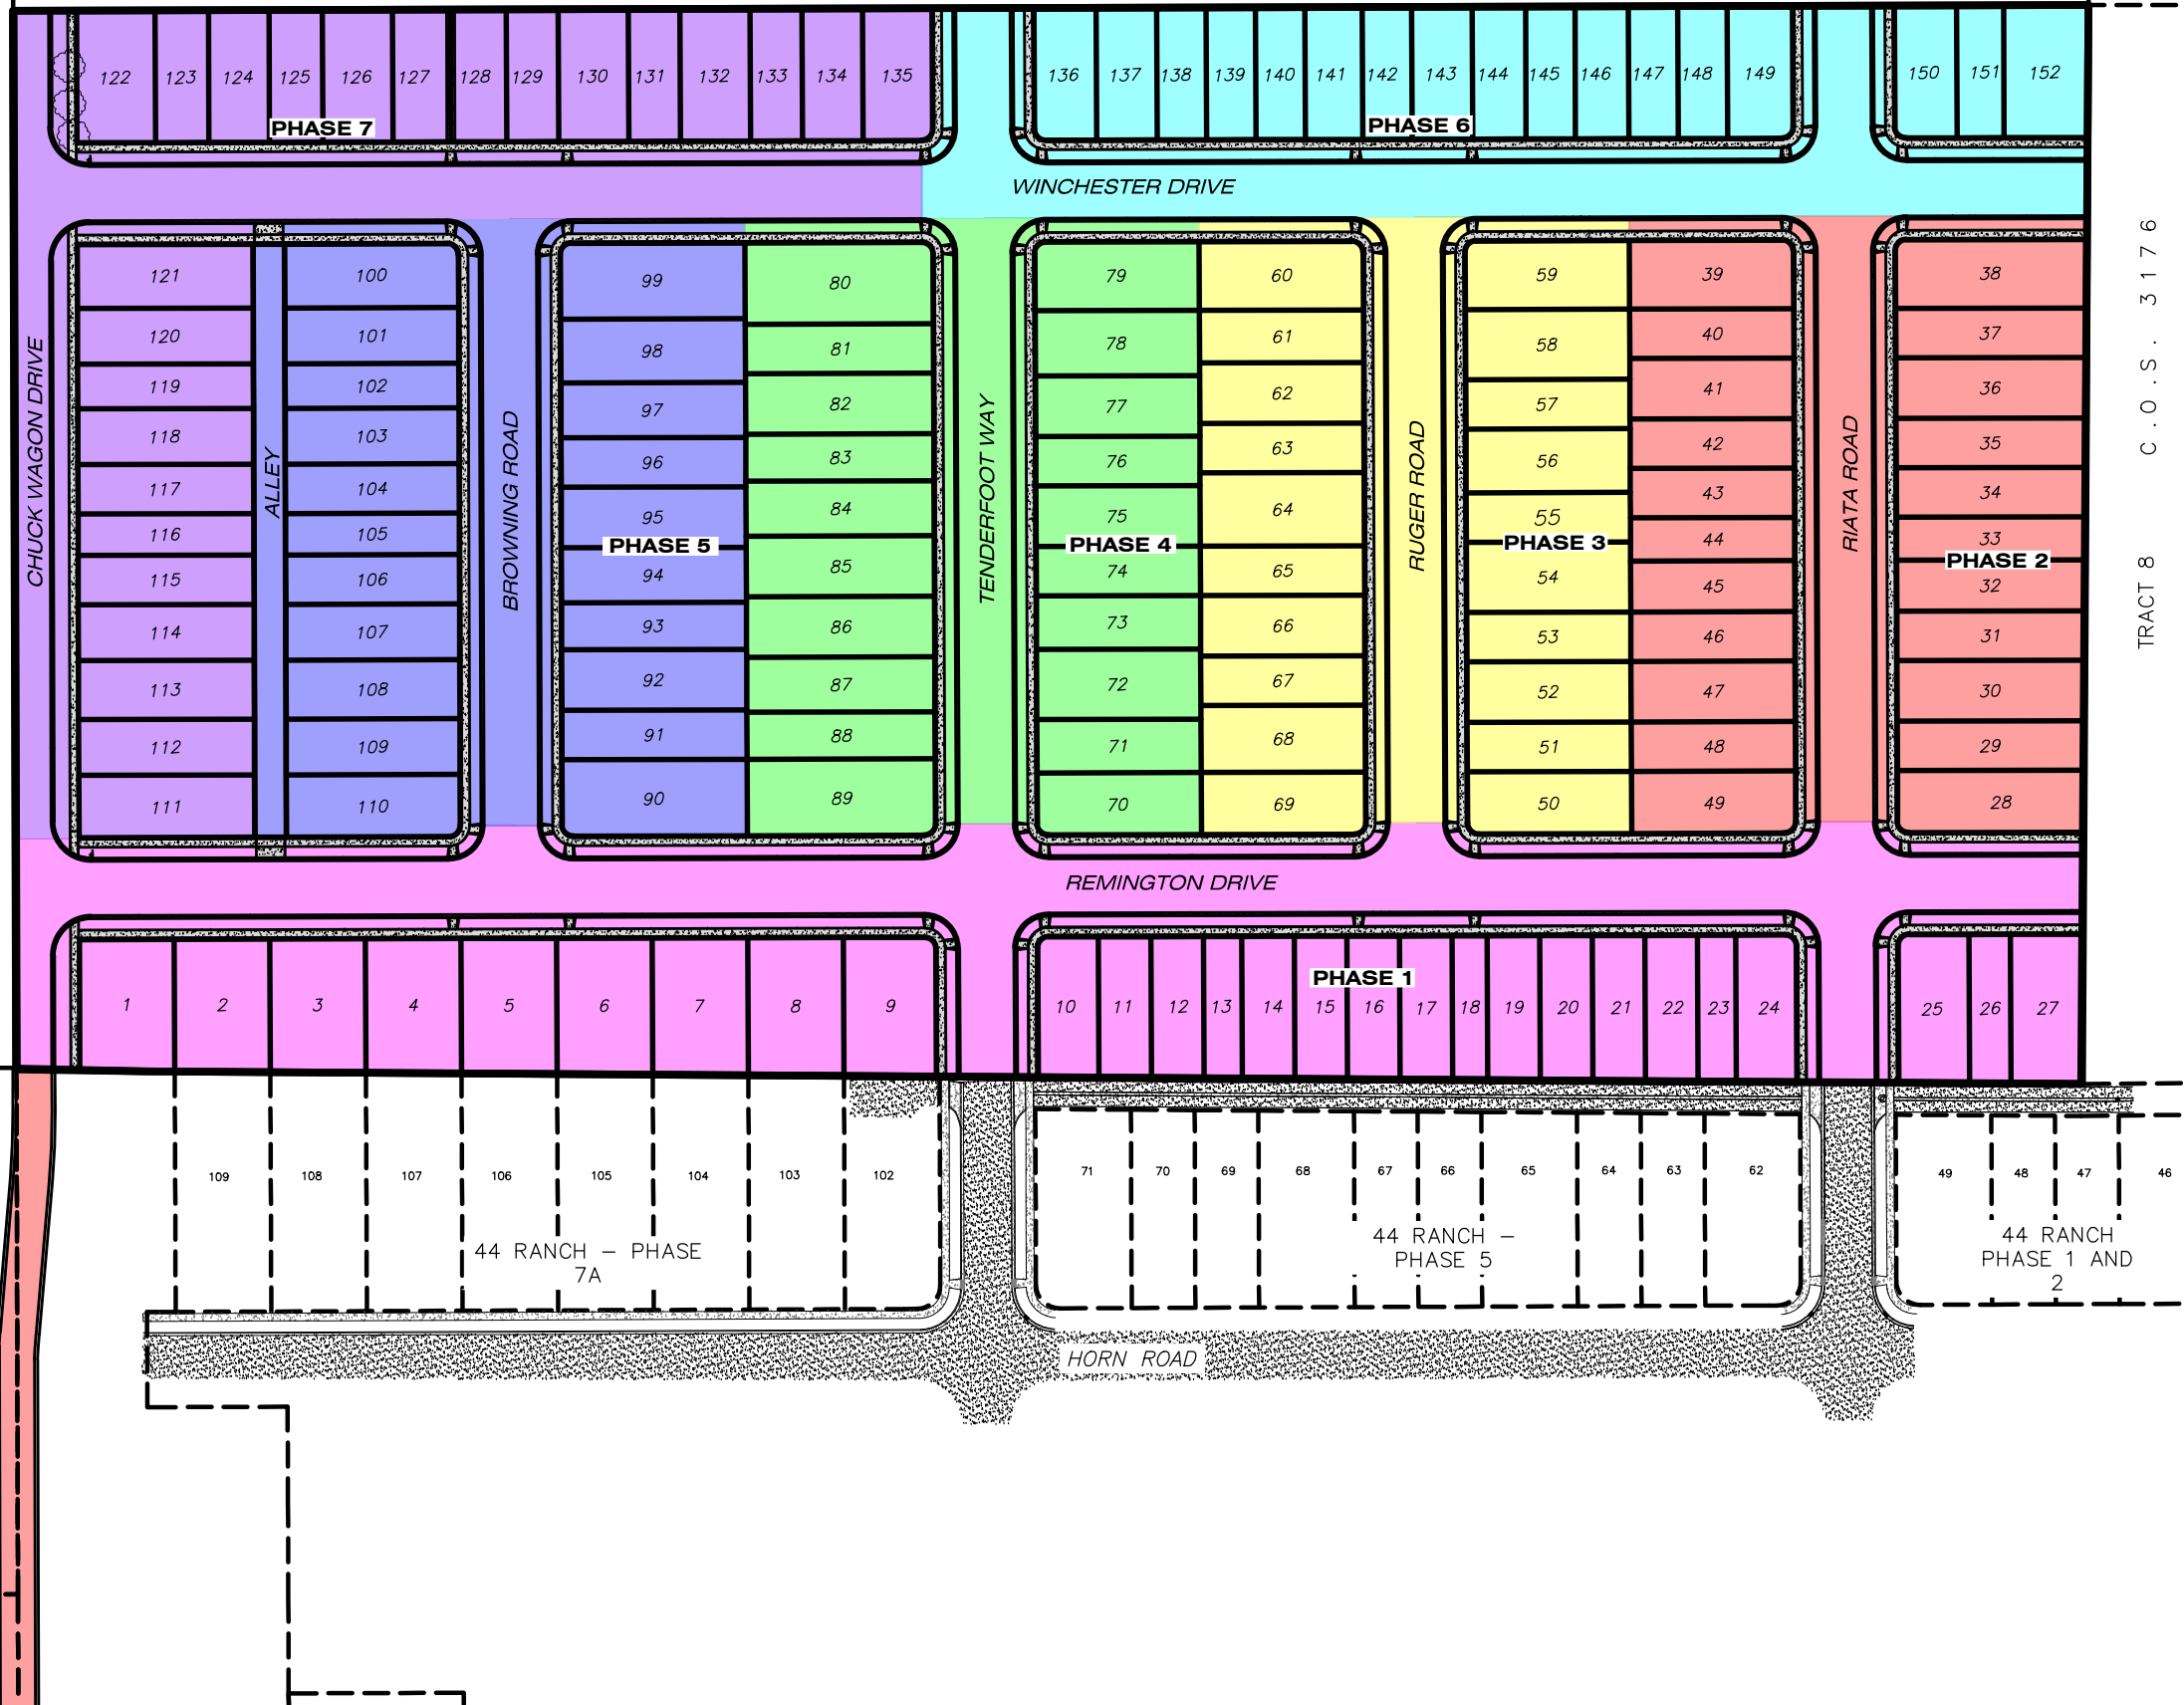 122 123 124 125 126 127 128 129 130 131 132 133 134 135
PHASE 7
136 137 138 139 140 141 142 143 144 145 146 147 148 149
PHASE 6
150 151 152
WINCHESTER DRIVE
CHUCK WAGON DRIVE
121
120
119
118
117
116
115
114
113
112
111
ALLEY
100
101
102
103
104
105
106
107
108
109
110
BROWNING ROAD
99
98
97
96
95
PHASE 5
94
93
92
91
90
80
81
82
83
84
85
86
87
88
89
TENDERFOOT WAY
79
78
77
76
75
PHASE 4
74
73
72
71
70
60
61
62
63
64
65
66
67
68
69
RUGER ROAD
59
58
57
56
55
PHASE 3
54
53
52
51
50
39
40
41
42
43
44
45
46
47
48
49
RIATA ROAD
38
37
36
35
34
33
PHASE 2
32
31
30
29
28
TRACT 8 C.O.S. 3176
REMINGTON DRIVE
1 2 3 4 5 6 7 8 9
PHASE 1
10 11 12 13 14 15 16 17 18 19 20 21 22 23 24
25 26 27
109 108 107 106 105 104 103 102
44 RANCH - PHASE
7A
71 70 69 68 67 66 65 64 63 62
44 RANCH -
PHASE 5
49 48 47 46
44 RANCH
PHASE 1 AND
2
HORN ROAD